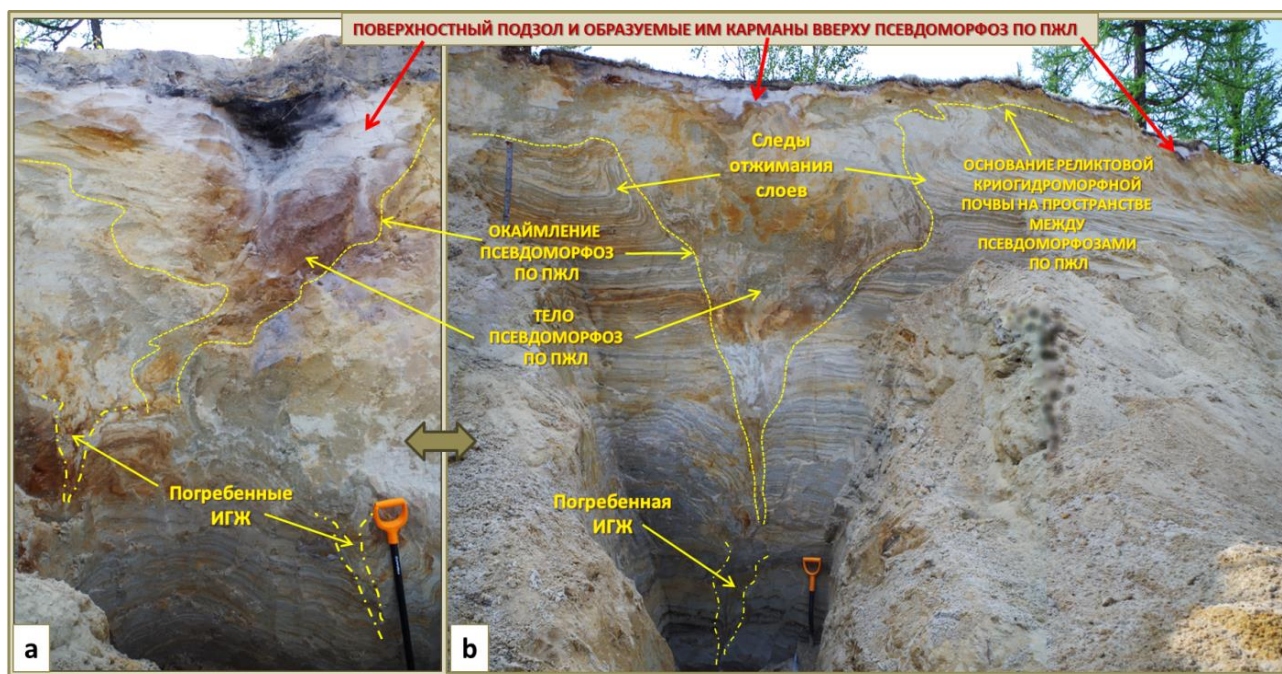 ПОВЕРХНОСТНЫЙ ПОДЗОЛ И ОБРАЗУЕМЫЕ ИМ КАРМАНЫ ВВЕРХУ ПСЕВДОМОРФОЗ ПО ПЖЛ
Следы
отжимания
слоев
ОСНОВАНИЕ РЕЛИКТОВОЙ
КРИОГИДРОМОРФНОЙ
ПОЧВЫ НА ПРОСТРАНСТВЕ
МЕЖДУ
ПСЕВДОМОРФОЗАМИ
ПО ПЖЛ
ОКАЙМЛЕНИЕ
ПСЕВДОМОРФОЗ
ПО ПЖЛ
ТЕЛО
ПСЕВДОМОРФОЗ
ПО ПЖЛ
Погребенные
ИГЖ
Погребенная
ИГЖ
a
b